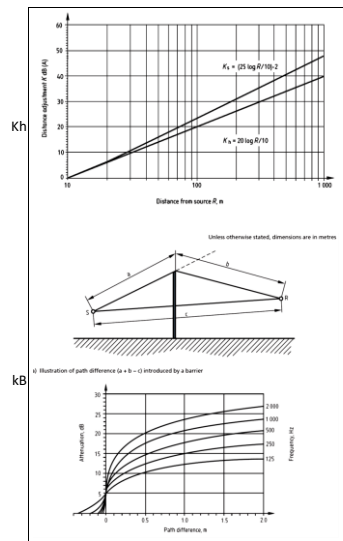 Kh
Distance adjustment K dB (A)
60
50
40
30
20
10
0
Ks = (25 log R/10)-2
Kh = 20 log R/10
10
100
1 000
Distance from source R, m
Unless otherwise stated, dimensions are in metres
a
b
S
R
c
kB
a) Illustration of path difference (a + b − c) introduced by a barrier
Attenuation, dB
30
25
20
15
10
5
2 000
1 000
500
250
125
Frequency, Hz
0
0.5
1.0
1.5
2.0
Path difference, m